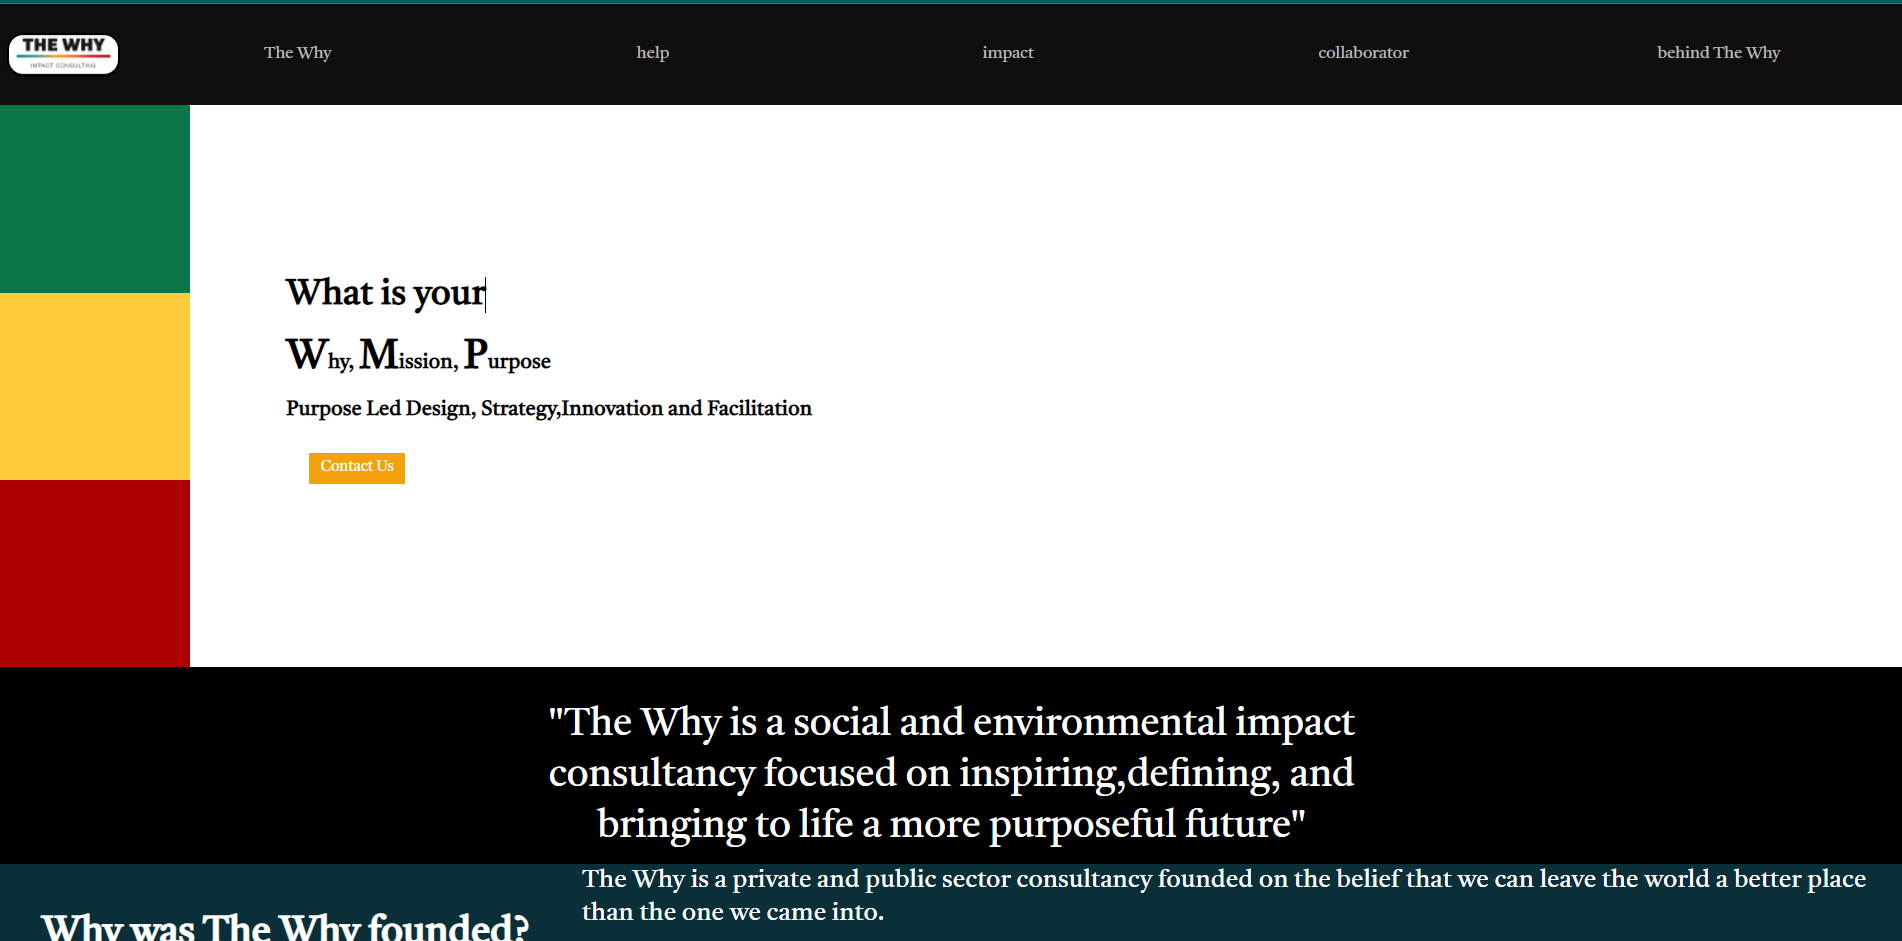 THE WHY
IMPACT CONSULTING
The Why
help
impact
collaborator
behind The Why
What is your
Why, Mission, Purpose
Purpose Led Design, Strategy,Innovation and Facilitation
Contact Us
"The Why is a social and environmental impact
consultancy focused on inspiring,defining, and
bringing to life a more purposeful future"
The Why is a private and public sector consultancy founded on the belief that we can leave the world a better place
than the one we came into.
Why was The Why founded?